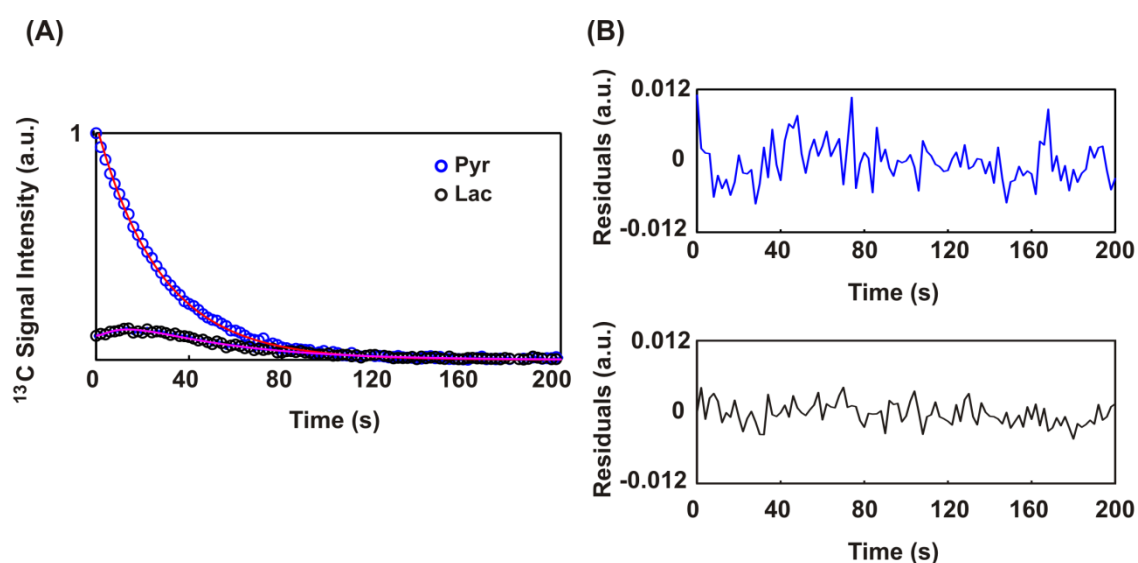 (A)
¹³C Signal Intensity (a.u.)
1
Pyr
Lac
0 40 80 120 160 200
Time (s)
(B)
Residuals (a.u.)
0.012
0
-0.012
0 40 80 120 160 200
Time (s)
Residuals (a.u.)
0.012
0
-0.012
0 40 80 120 160 200
Time (s)